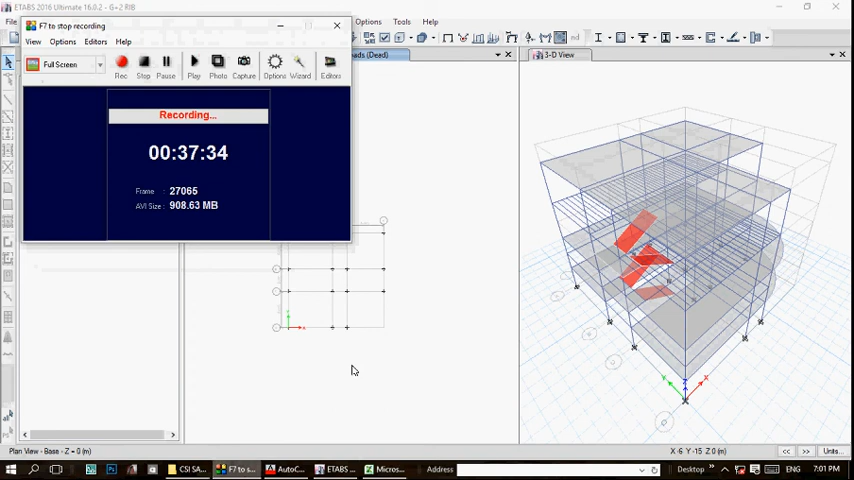 ETABS 2016 Ultimate 16.0.2 - G+2 RIB
F7 to stop recording
Options Tools Help
View Options Editors Help
Full Screen
Rec Stop Pause Play Photo Capture Options Wizard Editors
ads (Dead)
3-D View
Recording...
00:37:34
Frame : 27065
AVI Size : 908.63 MB
Y
X
Y Z X
Plan View - Base - Z = 0 (m)
X -6 Y -15 Z 0 (m)
<< >> Units...
CSI SA... F7 to s... AutoC... ETABS ... Micros...
Address
Desktop
ENG
7:01 PM